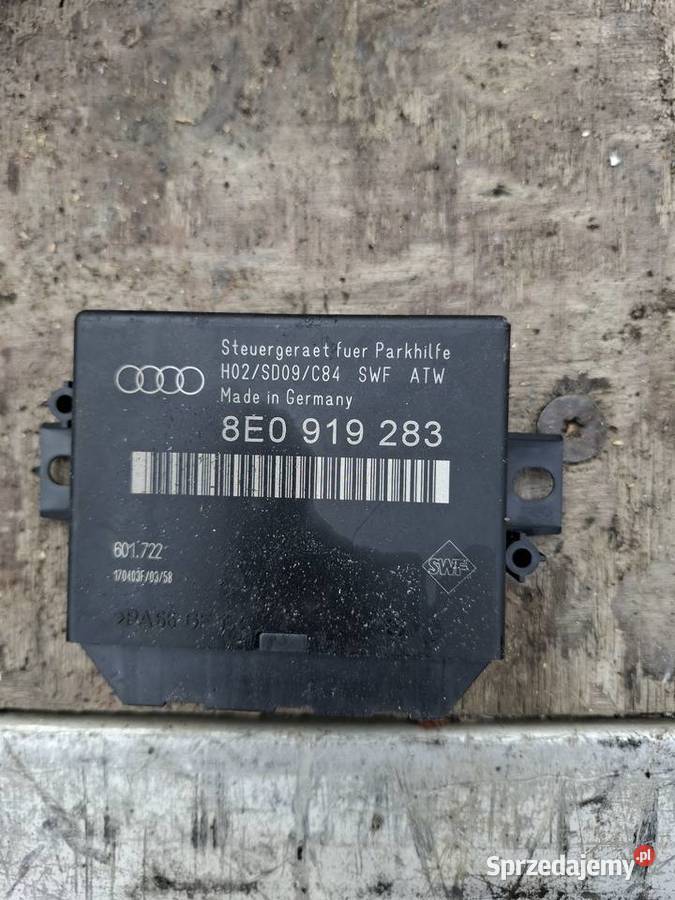 Steuergeraet fuer Parkhilfe
H02/SD09/C84 SWF ATW
Made in Germany
8E0 919 283
601.722
170403F/03/58
SWF
Sprzedajemy.pl